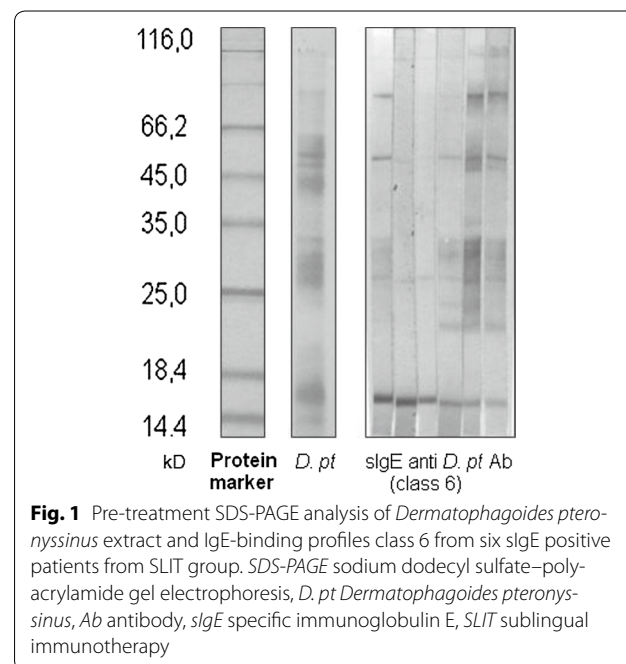 116,0
66,2
45,0
35,0
25,0
18,4
14.4
kD Protein marker D. pt sIgE anti D. pt Ab (class 6)
Fig. 1 Pre-treatment SDS-PAGE analysis of Dermatophagoides ptero-
nyssinus extract and IgE-binding profiles class 6 from six sIgE positive
patients from SLIT group. SDS-PAGE sodium dodecyl sulfate–poly-
acrylamide gel electrophoresis, D. pt Dermatophagoides pteronys-
sinus, Ab antibody, sIgE specific immunoglobulin E, SLIT sublingual
immunotherapy